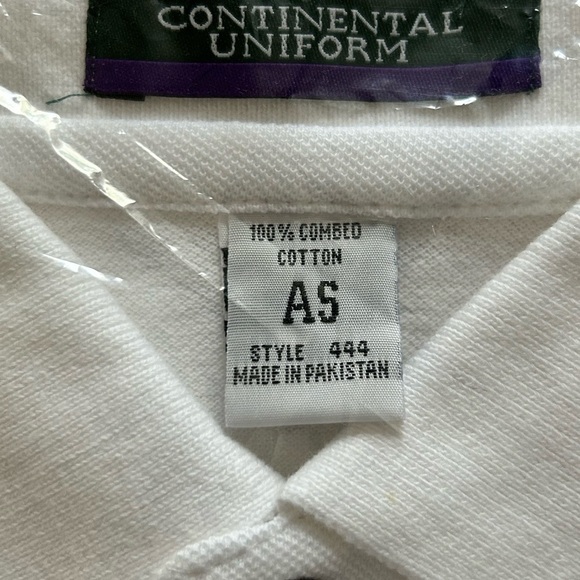 CONTINENTAL
UNIFORM
100% COMBED
COTTON
AS
STYLE 444
MADE IN PAKISTAN